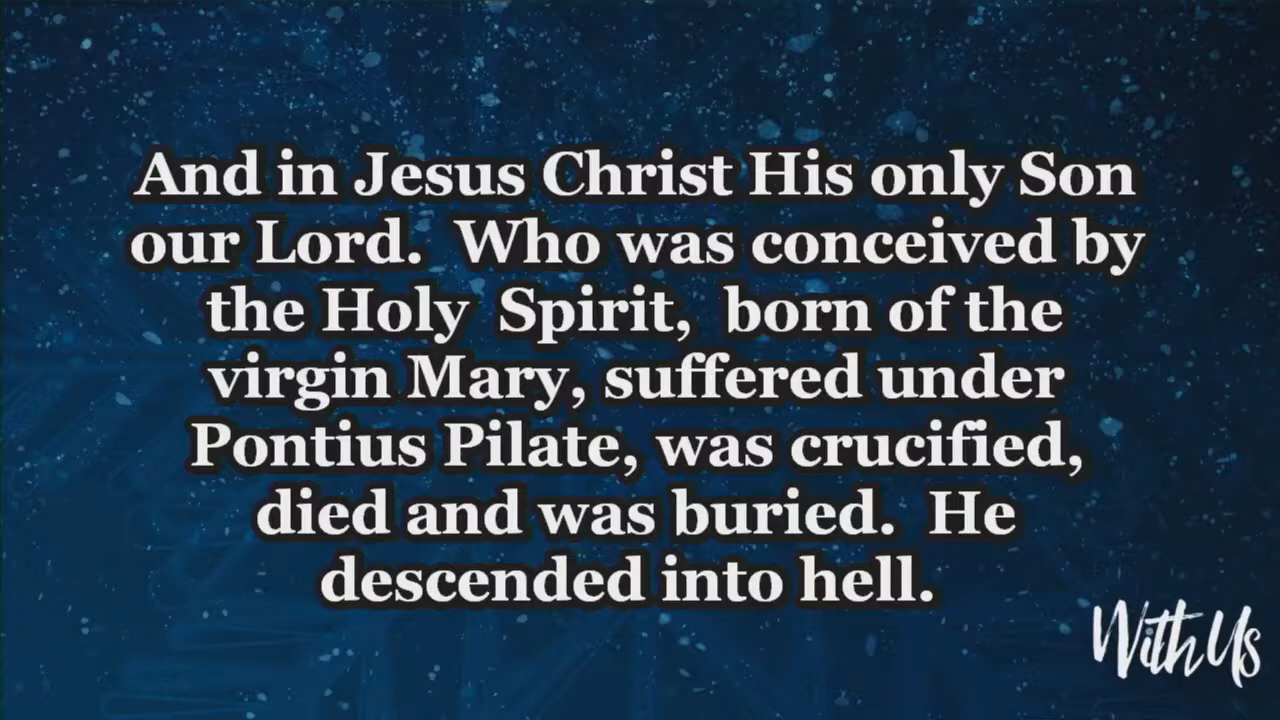 And in Jesus Christ His only Son
our Lord.  Who was conceived by
the Holy  Spirit,  born of the
virgin Mary, suffered under
Pontius Pilate, was crucified,
died and was buried.  He
descended into hell.
With Us